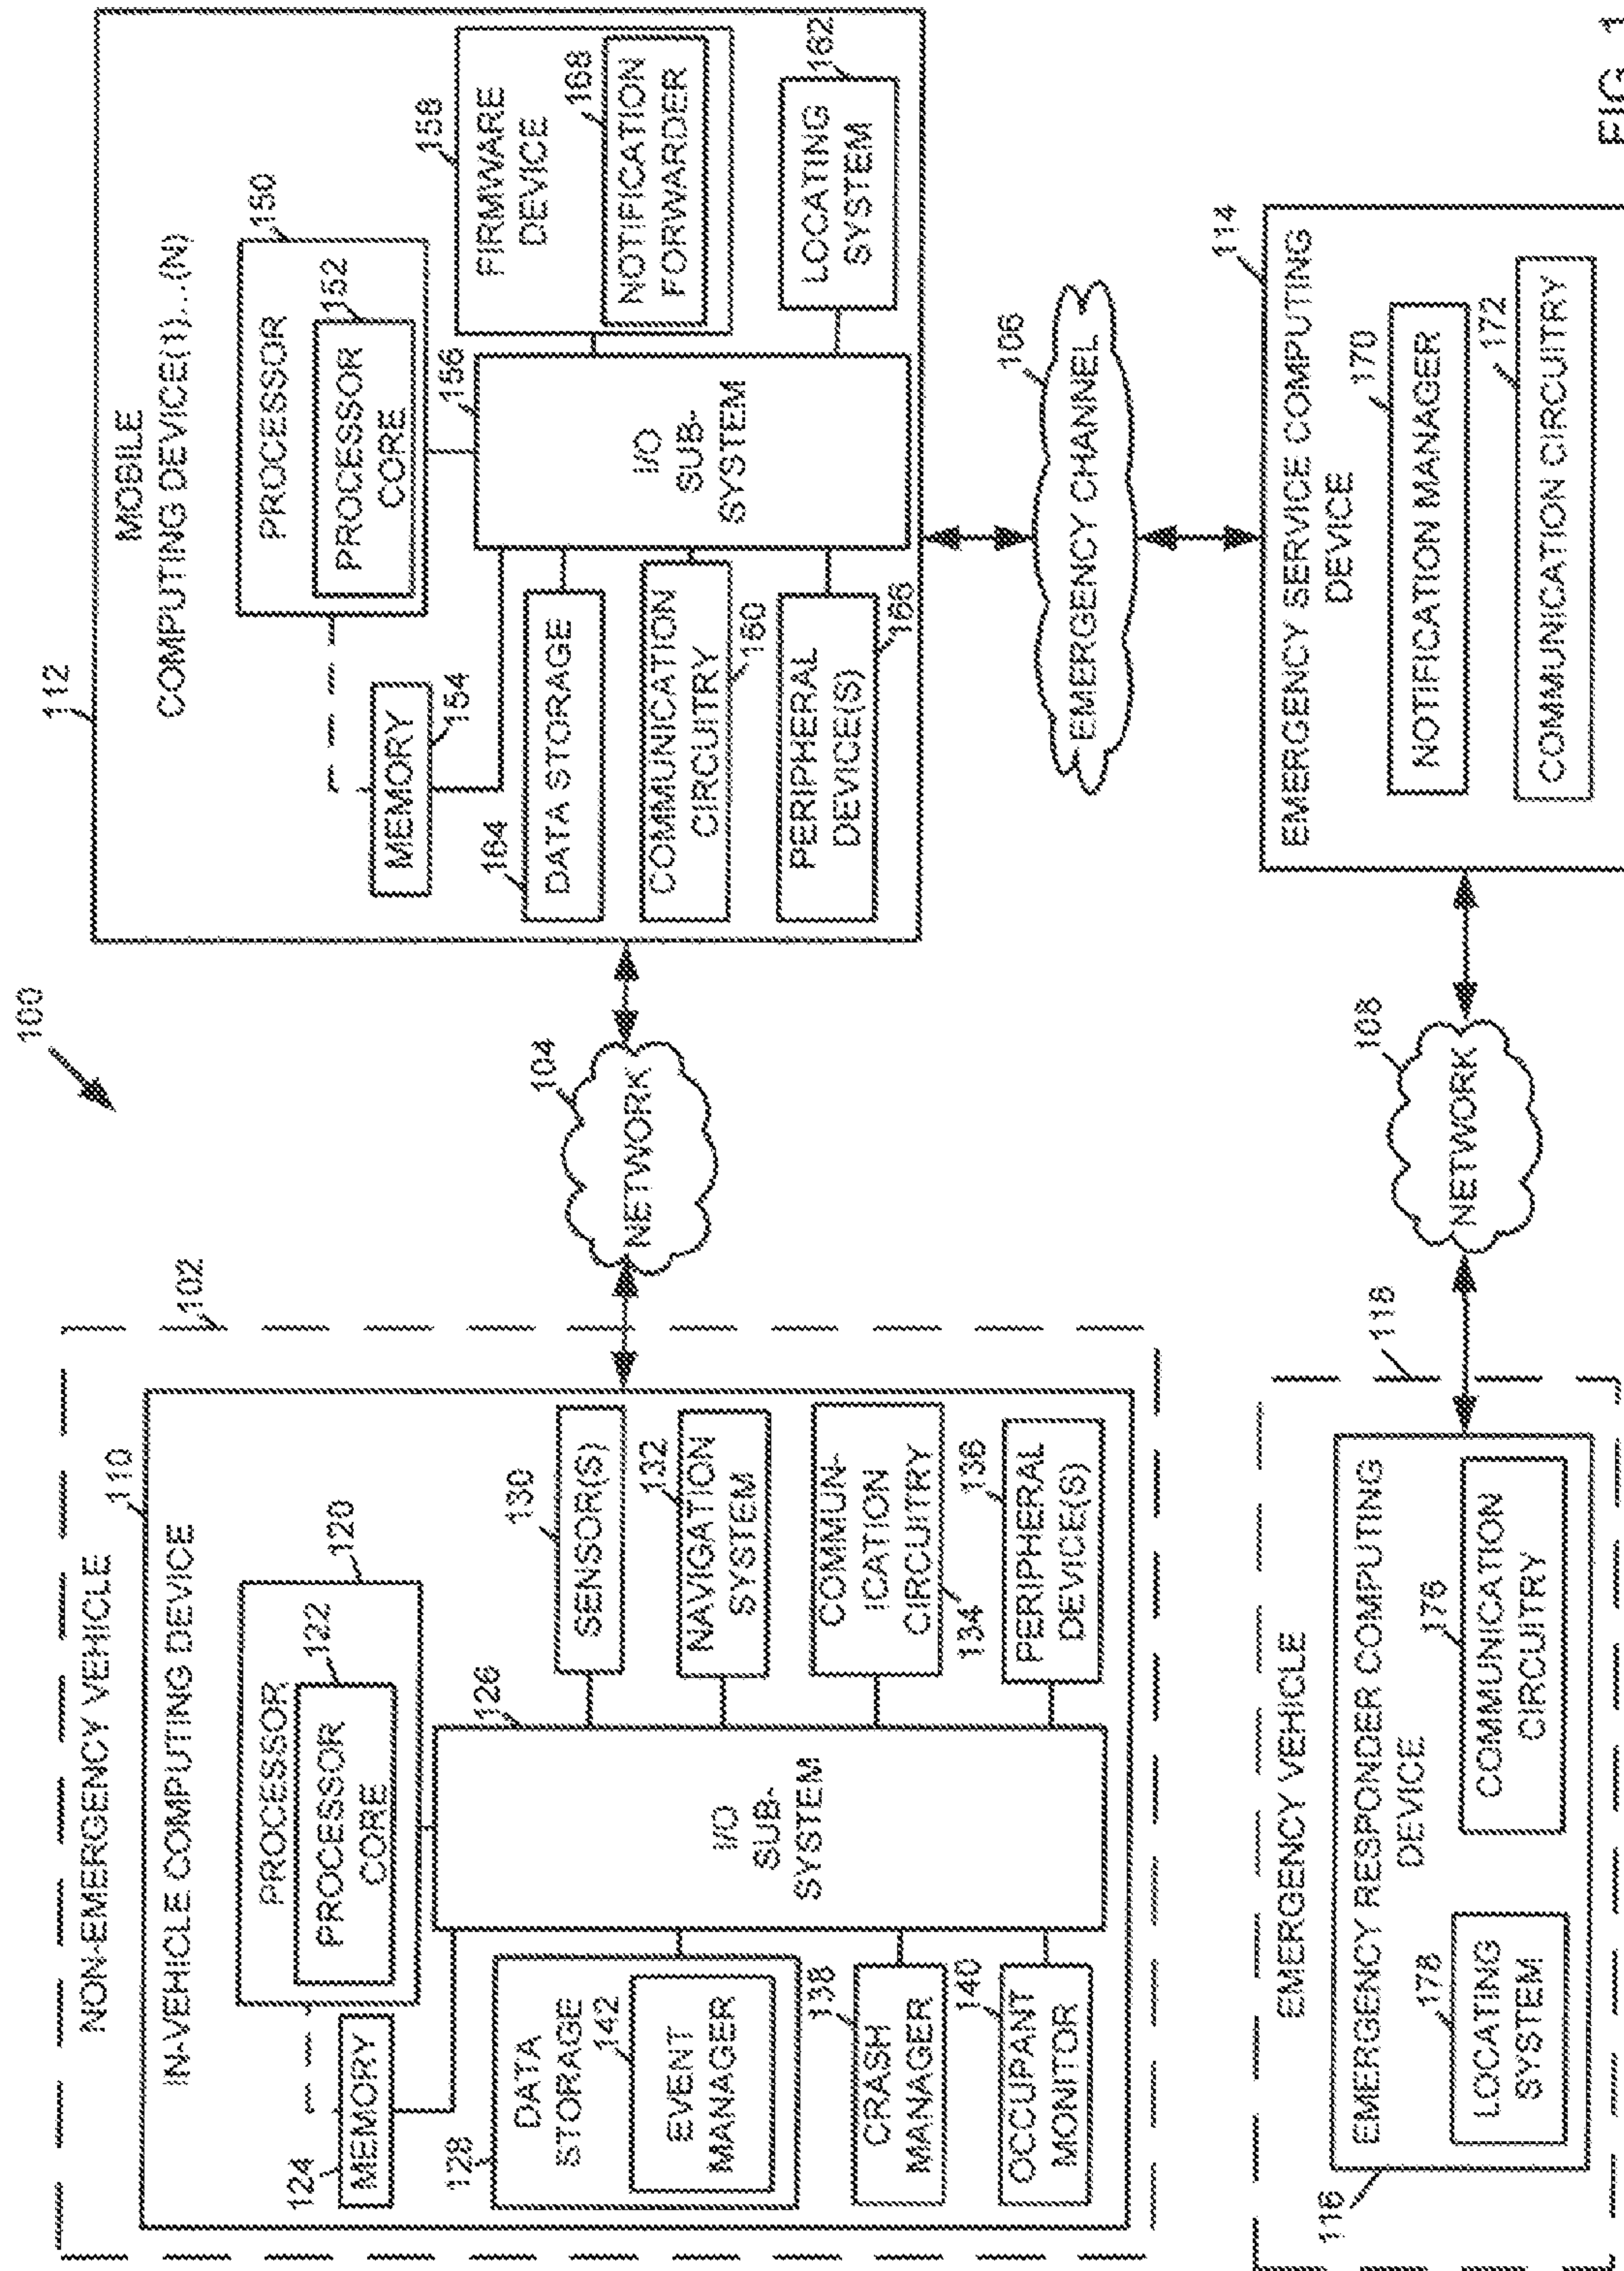 100
102
NON-EMERGENCY VEHICLE
110
IN-VEHICLE COMPUTING DEVICE
120
PROCESSOR
122
PROCESSOR
CORE
124
MEMORY
126
I/O
SUB-
SYSTEM
128
DATA
STORAGE
142
EVENT
MANAGER
138
CRASH
MANAGER
140
OCCUPANT
MONITOR
130
SENSOR(S)
132
NAVIGATION
SYSTEM
COMMUN-
ICATION
CIRCUITRY
134
136
PERIPHERAL
DEVICE(S)
104
NETWORK
112
MOBILE
COMPUTING DEVICE(1)...(N)
150
PROCESSOR
152
PROCESSOR
CORE
154
MEMORY
156
I/O
SUB-
SYSTEM
164
DATA STORAGE
COMMUNICATION
CIRCUITRY
160
PERIPHERAL
DEVICE(S)
166
158
FIRMWARE
DEVICE
168
NOTIFICATION
FORWARDER
162
LOCATING
SYSTEM
106
EMERGENCY CHANNEL
118
EMERGENCY VEHICLE
116
EMERGENCY RESPONDER COMPUTING
DEVICE
178
LOCATING
SYSTEM
176
COMMUNICATION
CIRCUITRY
108
NETWORK
114
EMERGENCY SERVICE COMPUTING
DEVICE
170
NOTIFICATION MANAGER
172
COMMUNICATION CIRCUITRY
FIG. 1